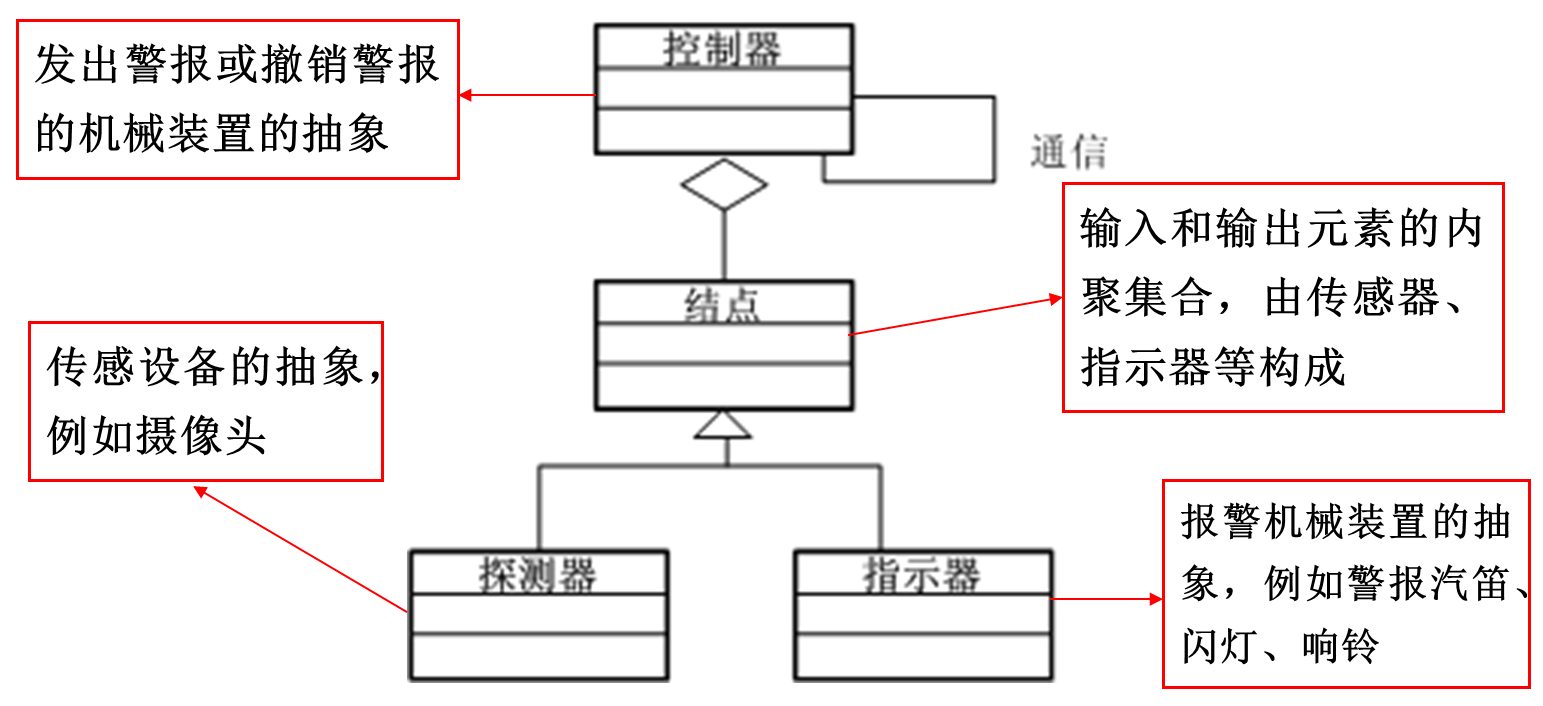 控制器
发出警报或撤销警报
的机械装置的抽象
通信
输入和输出元素的内
聚集合，由传感器、
指示器等构成
结点
传感设备的抽象，
例如摄像头
探测器
指示器
报警机械装置的抽
象，例如警报汽笛、
闪灯、响铃